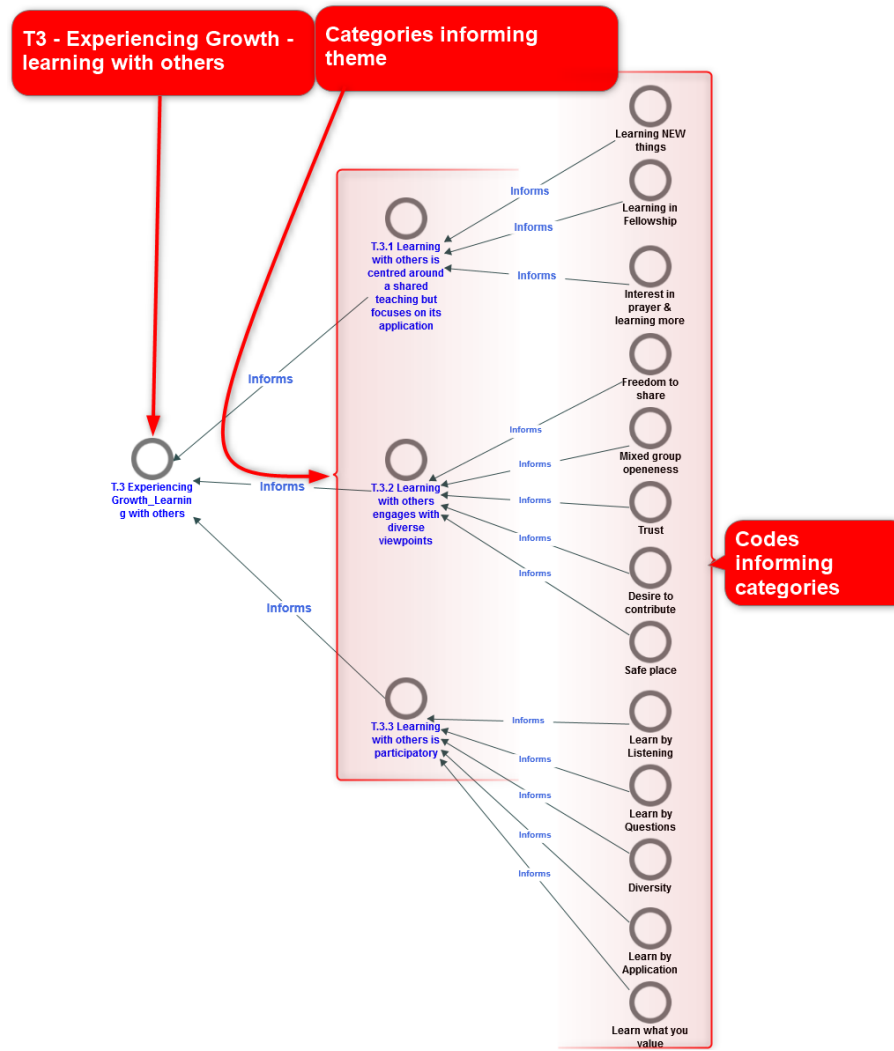 T3 - Experiencing Growth -
learning with others
Categories informing
theme
Learning NEW
things
Informs
Learning in
Fellowship
Informs
T.3.1 Learning
with others is
centred around
a shared
teaching but
focuses on its
application
Informs
Interest in
prayer &
learning more
Informs
Freedom to
share
Informs
Mixed group
openeness
Informs
T.3 Experiencing
Growth_Learnin
g with others
Informs
T.3.2 Learning
with others
engages with
diverse
viewpoints
Informs
Trust
Informs
Codes
informing
categories
Desire to
contribute
Informs
Safe place
Informs
T.3.3 Learning
with others is
participatory
Informs
Learn by
Listening
Informs
Learn by
Questions
Informs
Diversity
Informs
Learn by
Application
Informs
Learn what you
value